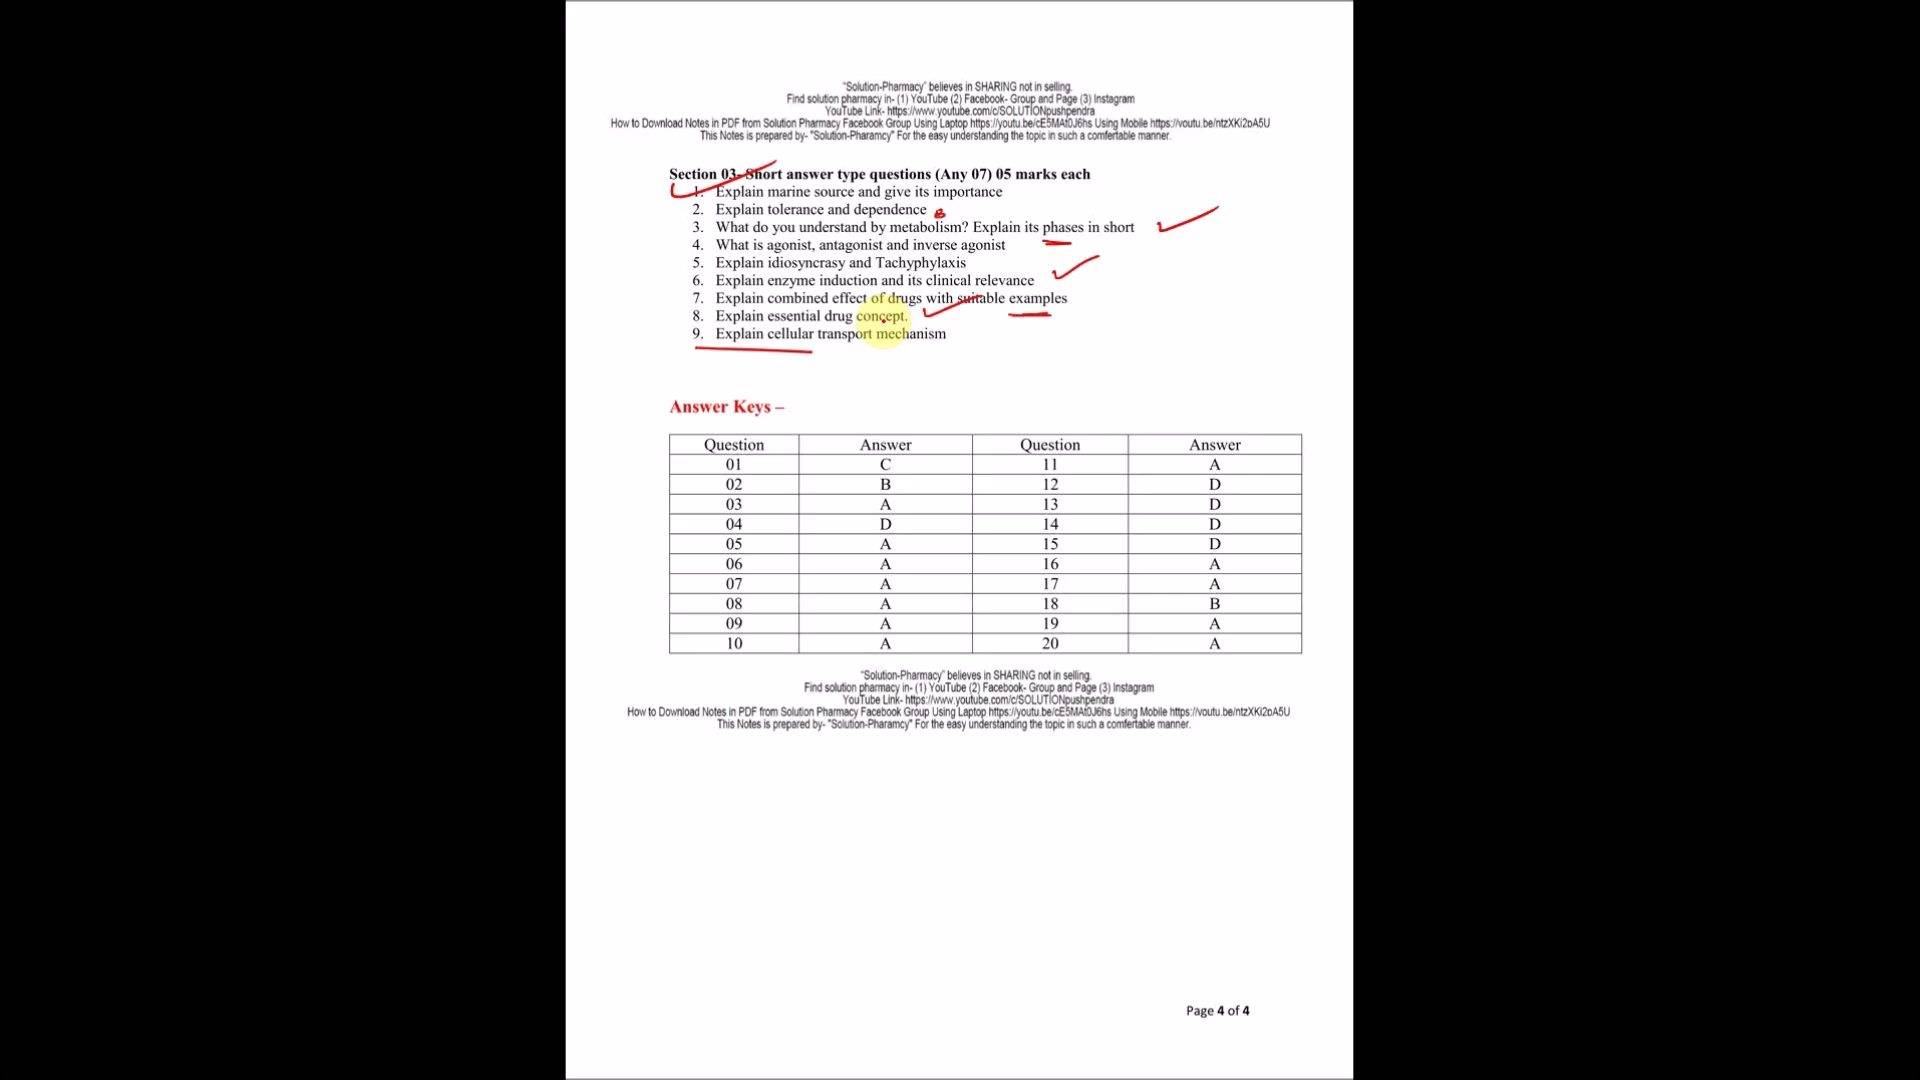 "Solution-Pharmacy" believes in SHARING not in selling.
Find solution pharmacy in- (1) YouTube (2) Facebook- Group and Page (3) Instagram
YouTube Link- https://www.youtube.com/c/SOLUTIONpushpendra
How to Download Notes in PDF from Solution Pharmacy Facebook Group Using Laptop https://youtu.be/cE5MAf0J6hs Using Mobile https://youtu.be/ntzXKi2bA5U
This Notes is prepared by- "Solution-Pharamcy" For the easy understanding the topic in such a comfertable manner.
Section 03- Short answer type questions (Any 07) 05 marks each
1. Explain marine source and give its importance
2. Explain tolerance and dependence
3. What do you understand by metabolism? Explain its phases in short
4. What is agonist, antagonist and inverse agonist
5. Explain idiosyncrasy and Tachyphylaxis
6. Explain enzyme induction and its clinical relevance
7. Explain combined effect of drugs with suitable examples
8. Explain essential drug concept.
9. Explain cellular transport mechanism
Answer Keys –
Question Answer Question Answer
01 C 11 A
02 B 12 D
03 A 13 D
04 D 14 D
05 A 15 D
06 A 16 A
07 A 17 A
08 A 18 B
09 A 19 A
10 A 20 A
"Solution-Pharmacy" believes in SHARING not in selling.
Find solution pharmacy in- (1) YouTube (2) Facebook- Group and Page (3) Instagram
YouTube Link- https://www.youtube.com/c/SOLUTIONpushpendra
How to Download Notes in PDF from Solution Pharmacy Facebook Group Using Laptop https://youtu.be/cE5MAf0J6hs Using Mobile https://youtu.be/ntzXKi2bA5U
This Notes is prepared by- "Solution-Pharamcy" For the easy understanding the topic in such a comfertable manner.
Page 4 of 4